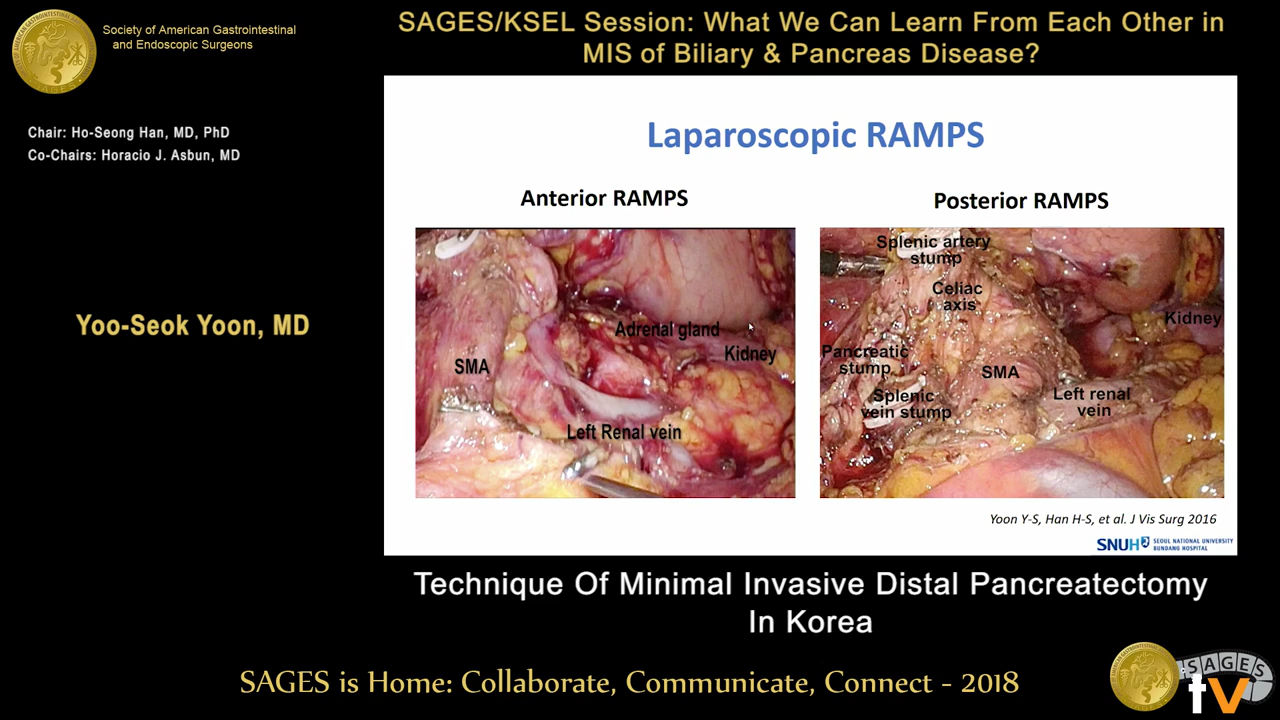 Society of American Gastrointestinal
and Endoscopic Surgeons
SAGES/KSEL Session: What We Can Learn From Each Other in
MIS of Biliary & Pancreas Disease?
Chair: Ho-Seong Han, MD, PhD
Co-Chairs: Horacio J. Asbun, MD
Yoo-Seok Yoon, MD
Laparoscopic RAMPS
Anterior RAMPS
Posterior RAMPS
Adrenal gland
Kidney
SMA
Left Renal vein
Splenic artery
stump
Celiac
axis
Kidney
Pancreatic
stump
SMA
Splenic
vein stump
Left renal
vein
Yoon Y-S, Han H-S, et al. J Vis Surg 2016
SNUH
SEOUL NATIONAL UNIVERSITY
BUNDANG HOSPITAL
Technique Of Minimal Invasive Distal Pancreatectomy
In Korea
SAGES is Home: Collaborate, Communicate, Connect - 2018
SAGES
tv